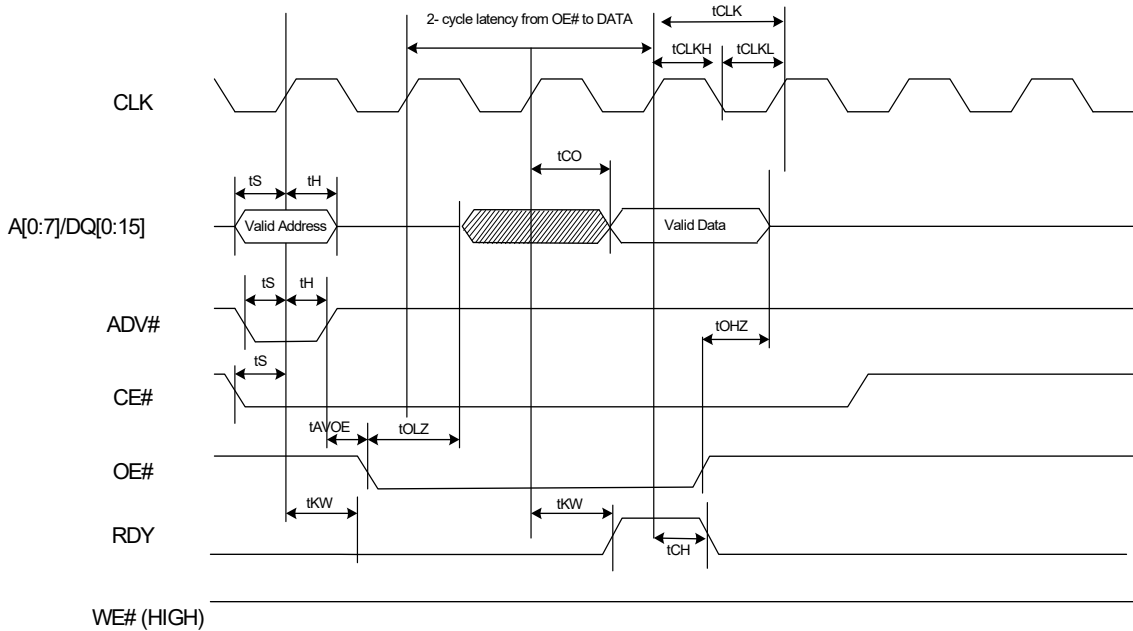 2- cycle latency from OE# to DATA
tCLK
tCLKH
tCLKL
CLK
tCO
tS
tH
A[0:7]/DQ[0:15]
Valid Address
Valid Data
tS
tH
ADV#
tOHZ
tS
CE#
tAVOE
tOLZ
OE#
tKW
tKW
RDY
tCH
WE# (HIGH)